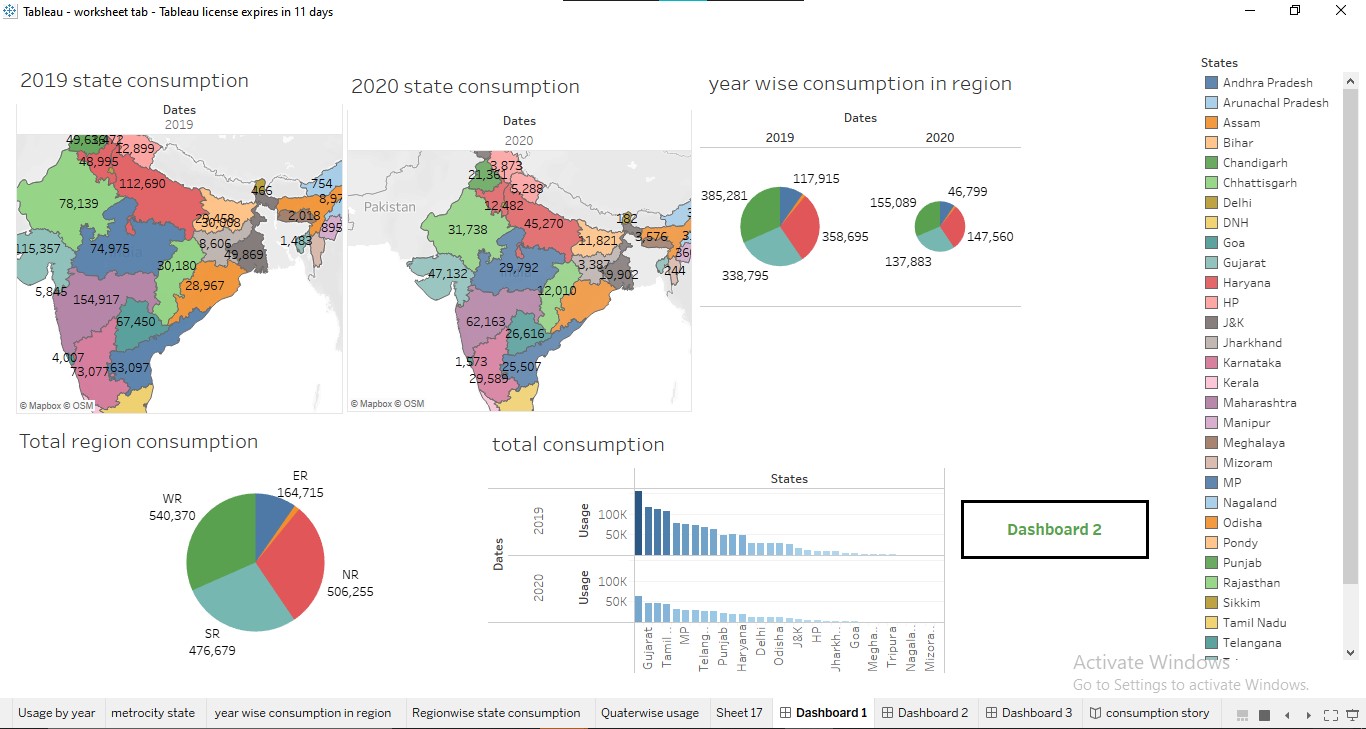 Tableau - worksheet tab - Tableau license expires in 11 days
2019 state consumption
Dates
2019
12,899
48,995
112,690
78,139
466
754
2,018
895
115,357
74,975
8,606
1,483
49,869
30,180
5,845
154,917
28,967
67,450
4,007
73,077
63,097
© Mapbox © OSM
2020 state consumption
Dates
2020
3,873
21,361
5,288
12,482
Pakistan
31,738
45,270
182
11,821
3,576
47,132
29,792
3,387
19,902
244
12,010
62,163
26,616
1,573
25,507
29,589
© Mapbox © OSM
year wise consumption in region
Dates
2019
2020
117,915
385,281
358,695
338,795
46,799
155,089
147,560
137,883
Total region consumption
ER
164,715
WR
540,370
NR
506,255
SR
476,679
total consumption
States
Dates
2019
Usage
100K
50K
2020
Usage
100K
50K
Gujarat
Tamil ..
MP
Telang..
Punjab
Haryana
Delhi
Odisha
J&K
HP
Jharkh..
Goa
Megha..
Tripura
Nagala..
Mizora..
Dashboard 2
States
Andhra Pradesh
Arunachal Pradesh
Assam
Bihar
Chandigarh
Chhattisgarh
Delhi
DNH
Goa
Gujarat
Haryana
HP
J&K
Jharkhand
Karnataka
Kerala
Maharashtra
Manipur
Meghalaya
Mizoram
MP
Nagaland
Odisha
Pondy
Punjab
Rajasthan
Sikkim
Tamil Nadu
Telangana
Activate Windows
Go to Settings to activate Windows.
Usage by year
metrocity state
year wise consumption in region
Regionwise state consumption
Quaterwise usage
Sheet 17
Dashboard 1
Dashboard 2
Dashboard 3
consumption story